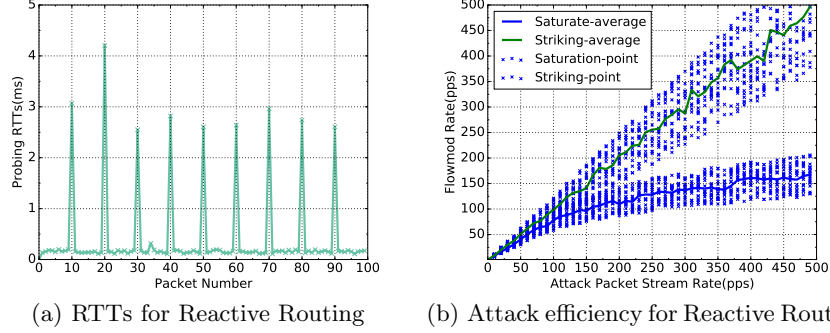 5
4
3
2
1
0
Probing RTTs(ms)
0 10 20 30 40 50 60 70 80 90 100
Packet Number
(a) RTTs for Reactive Routing
500
450
400
350
300
250
200
150
100
50
Flowmod Rate(pps)
Saturate-average
Striking-average
Saturation-point
Striking-point
0 50 100 150 200 250 300 350 400 450 500
Attack Packet Stream Rate(pps)
(b) Attack efficiency for Reactive Rout